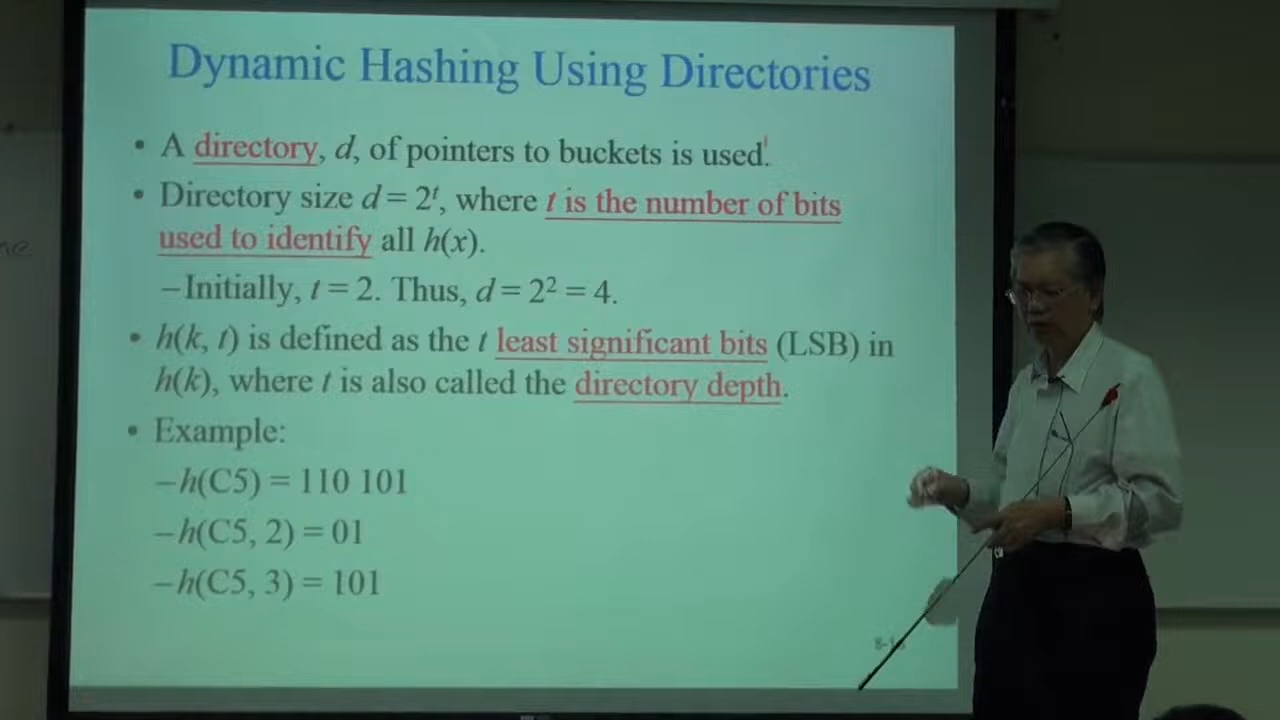 Dynamic Hashing Using Directories
• A directory, d, of pointers to buckets is used.
• Directory size d = 2ᵗ, where t is the number of bits
used to identify all h(x).
–Initially, t = 2. Thus, d = 2² = 4.
• h(k, t) is defined as the t least significant bits (LSB) in
h(k), where t is also called the directory depth.
• Example:
–h(C5) = 110 101
–h(C5, 2) = 01
–h(C5, 3) = 101